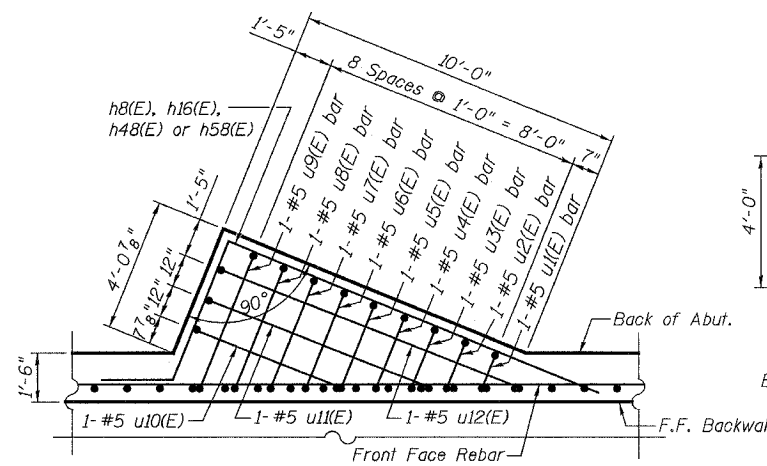 10'-0"
1'-5"
8 Spaces @ 1'-0" = 8'-0"
7"
h8(E), h16(E),
h48(E) or h58(E)
1- #5 u9(E) bar
1- #5 u8(E) bar
1- #5 u7(E) bar
1- #5 u6(E) bar
1- #5 u5(E) bar
1- #5 u4(E) bar
1- #5 u3(E) bar
1- #5 u2(E) bar
1- #5 u1(E) bar
4'-0"
1'-5"
4'-0 7/8"
12"
12"
7 7/8"
90°
Back of Abut.
1'-6"
1- #5 u10(E)
1- #5 u11(E)
1- #5 u12(E)
F.F. Backwal
Front Face Rebar